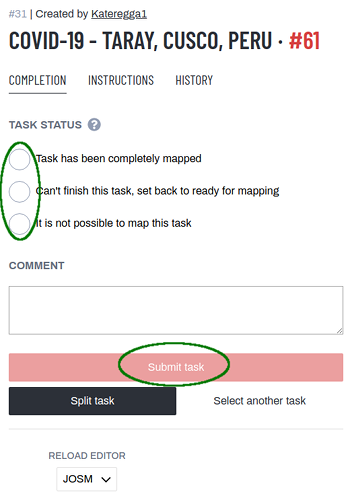 #31 | Created by Kateregga1
COVID-19 - TARAY, CUSCO, PERU · #61
COMPLETION INSTRUCTIONS HISTORY
TASK STATUS ?
Task has been completely mapped
Can't finish this task, set back to ready for mapping
It is not possible to map this task
COMMENT
Submit task
Split task Select another task
RELOAD EDITOR
JOSM